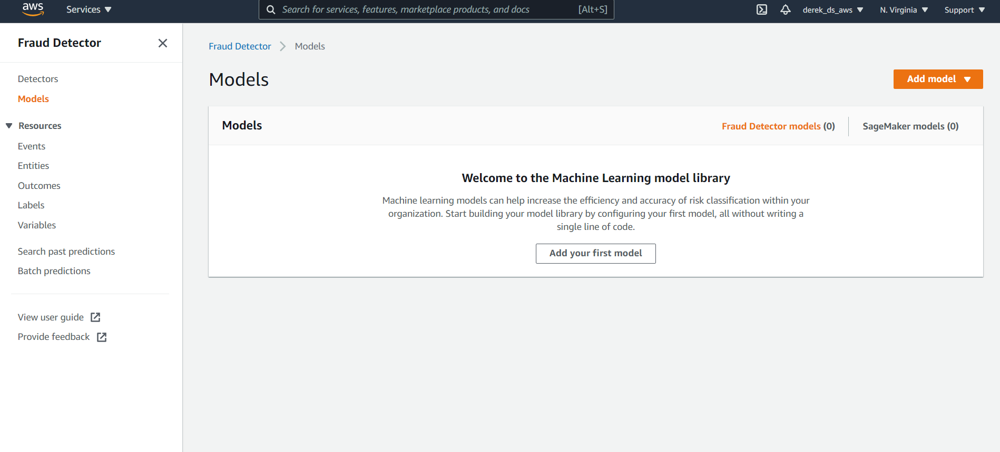 aws Services Search for services, features, marketplace products, and docs [Alt+S] derek_ds_aws N. Virginia Support
Fraud Detector
Detectors
Models
Resources
Events
Entities
Outcomes
Labels
Variables
Search past predictions
Batch predictions
View user guide
Provide feedback
Fraud Detector Models
Models
Add model
Models
Fraud Detector models (0) SageMaker models (0)
Welcome to the Machine Learning model library
Machine learning models can help increase the efficiency and accuracy of risk classification within your
organization. Start building your model library by configuring your first model, all without writing a
single line of code.
Add your first model